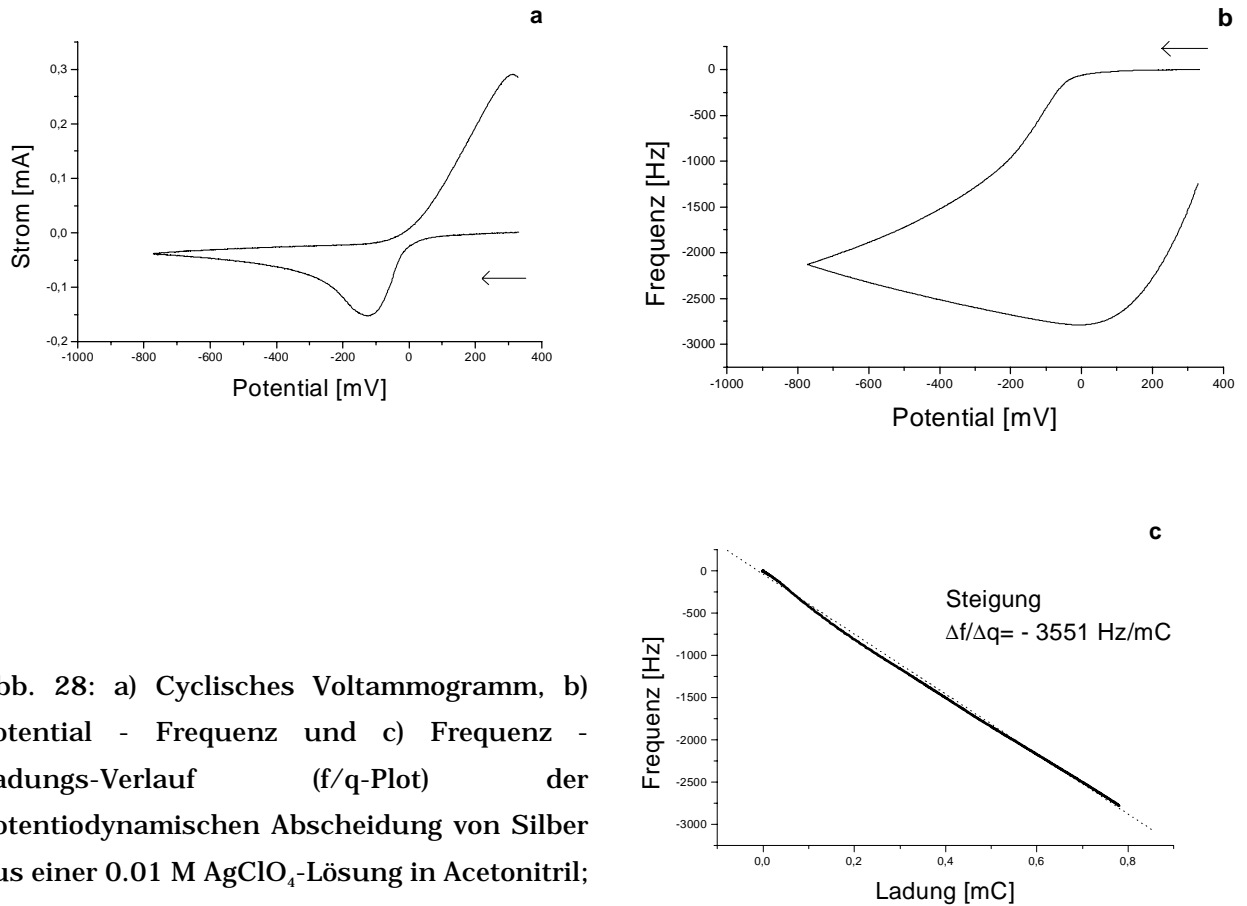 a
0,3
0,2
0,1
0,0
-0,1
-0,2
Strom [mA]
-1000 -800 -600 -400 -200 0 200 400
Potential [mV]
b
0
-500
-1000
-1500
-2000
-2500
-3000
Frequenz [Hz]
-1000 -800 -600 -400 -200 0 200 400
Potential [mV]
c
0
-500
-1000
-1500
-2000
-2500
-3000
Frequenz [Hz]
Steigung
Δf/Δq= - 3551 Hz/mC
0,0 0,2 0,4 0,6 0,8
Ladung [mC]
bb. 28: a) Cyclisches Voltammogramm, b)
otential - Frequenz und c) Frequenz -
adungs-Verlauf (f/q-Plot) der
otentiodynamischen Abscheidung von Silber
us einer 0.01 M AgClO₄-Lösung in Acetonitril;